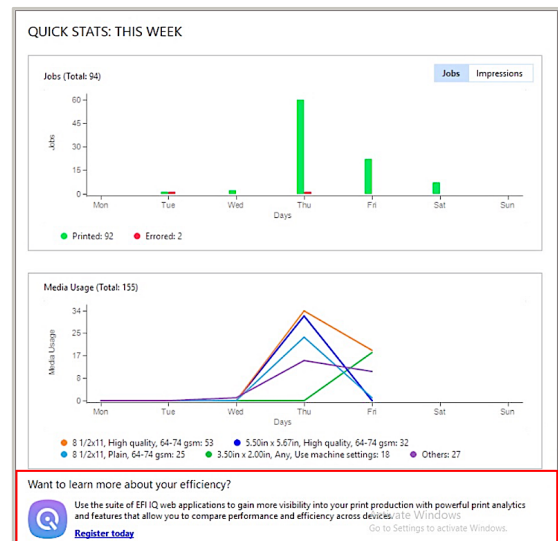 QUICK STATS: THIS WEEK
Jobs (Total: 94)
Jobs Impressions
60
45
30
15
0
Jobs
Mon Tue Wed Thu Fri Sat Sun
Days
Printed: 92 Errored: 2
Media Usage (Total: 155)
34
25
17
8
0
Media Usage
Mon Tue Wed Thu Fri Sat Sun
Days
8 1/2x11, High quality, 64-74 gsm: 53 5.50in x 5.67in, High quality, 64-74 gsm: 32
8 1/2x11, Plain, 64-74 gsm: 25 3.50in x 2.00in, Any, Use machine settings: 18 Others: 27
Want to learn more about your efficiency?
Use the suite of EFI IQ web applications to gain more visibility into your print production with powerful print analytics
and features that allow you to compare performance and efficiency across devices.
Activate Windows
Go to Settings to activate Windows.
Register today